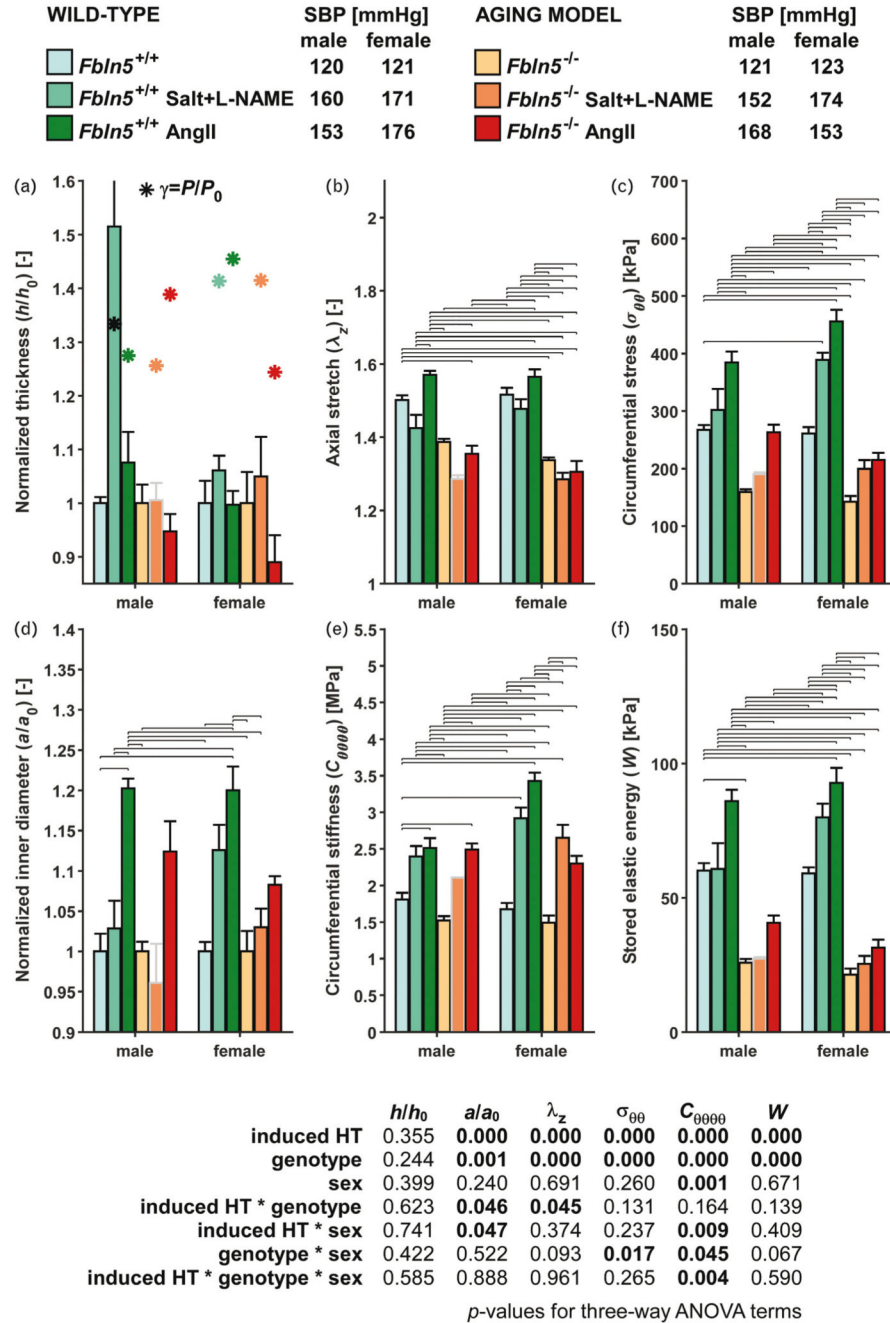 WILD-TYPE SBP [mmHg] AGING MODEL SBP [mmHg]
male female male female
Fbln5+/+ 120 121 Fbln5-/- 121 123
Fbln5+/+ Salt+L-NAME 160 171 Fbln5-/- Salt+L-NAME 152 174
Fbln5+/+ AngII 153 176 Fbln5-/- AngII 168 153
(a)
Normalized thickness (h/h0) [-]
1.6
1.5
1.4
1.3
1.2
1.1
1
0.9
* γ=P/P0
male female
(b)
Axial stretch (λz) [-]
2
1.8
1.6
1.4
1.2
1
male female
(c)
Circumferential stress (σθθ) [kPa]
700
600
500
400
300
200
100
0
male female
(d)
Normalized inner diameter (a/a0) [-]
1.4
1.35
1.3
1.25
1.2
1.15
1.1
1.05
1
0.95
0.9
male female
(e)
Circumferential stiffness (Cθθθθ) [MPa]
5.5
5
4.5
4
3.5
3
2.5
2
1.5
1
0.5
0
male female
(f)
Stored elastic energy (W) [kPa]
150
100
50
0
male female
h/h0 a/a0 λz σθθ Cθθθθ W
induced HT 0.355 0.000 0.000 0.000 0.000 0.000
genotype 0.244 0.001 0.000 0.000 0.000 0.000
sex 0.399 0.240 0.691 0.260 0.001 0.671
induced HT * genotype 0.623 0.046 0.045 0.131 0.164 0.139
induced HT * sex 0.741 0.047 0.374 0.237 0.009 0.409
genotype * sex 0.422 0.522 0.093 0.017 0.045 0.067
induced HT * genotype * sex 0.585 0.888 0.961 0.265 0.004 0.590
p-values for three-way ANOVA terms